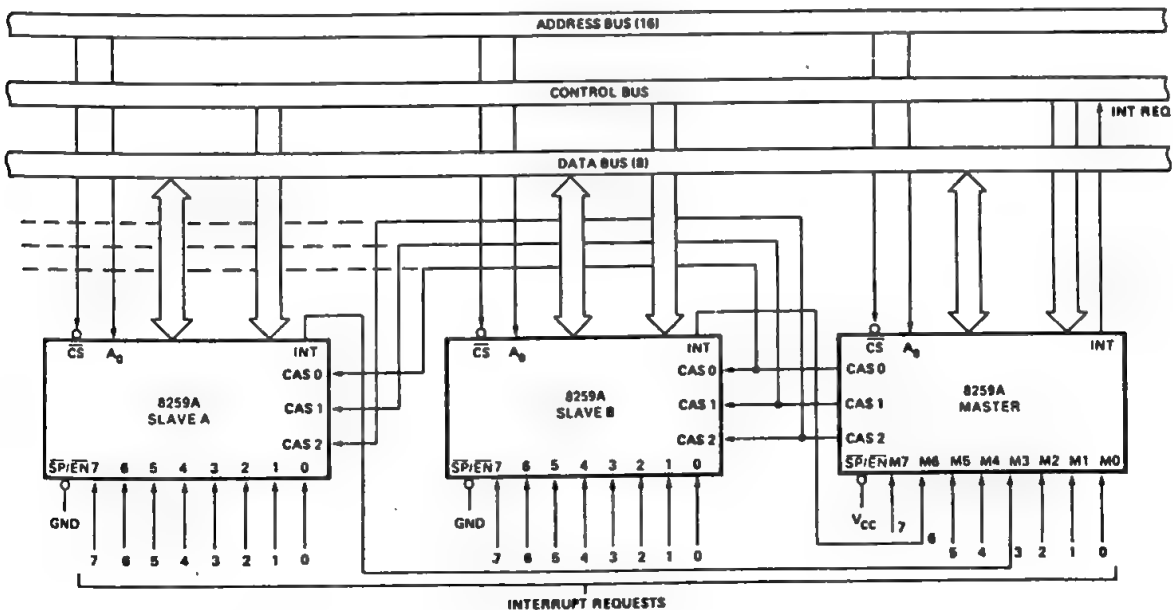 ADDRESS BUS (16)
CONTROL BUS
INT REQ
DATA BUS (8)
CS A0 INT
CAS 0
8259A
SLAVE A
CAS 1
CAS 2
SP/EN 7 6 5 4 3 2 1 0
GND
7 6 5 4 3 2 1 0
CS A0 INT
CAS 0
8259A
SLAVE B
CAS 1
CAS 2
SP/EN 7 6 5 4 3 2 1 0
GND
7 6 5 4 3 2 1 0
CS A0 INT
CAS 0
8259A
MASTER
CAS 1
CAS 2
SP/EN M7 M6 M5 M4 M3 M2 M1 M0
VCC
7 6 5 4 3 2 1 0
INTERRUPT REQUESTS